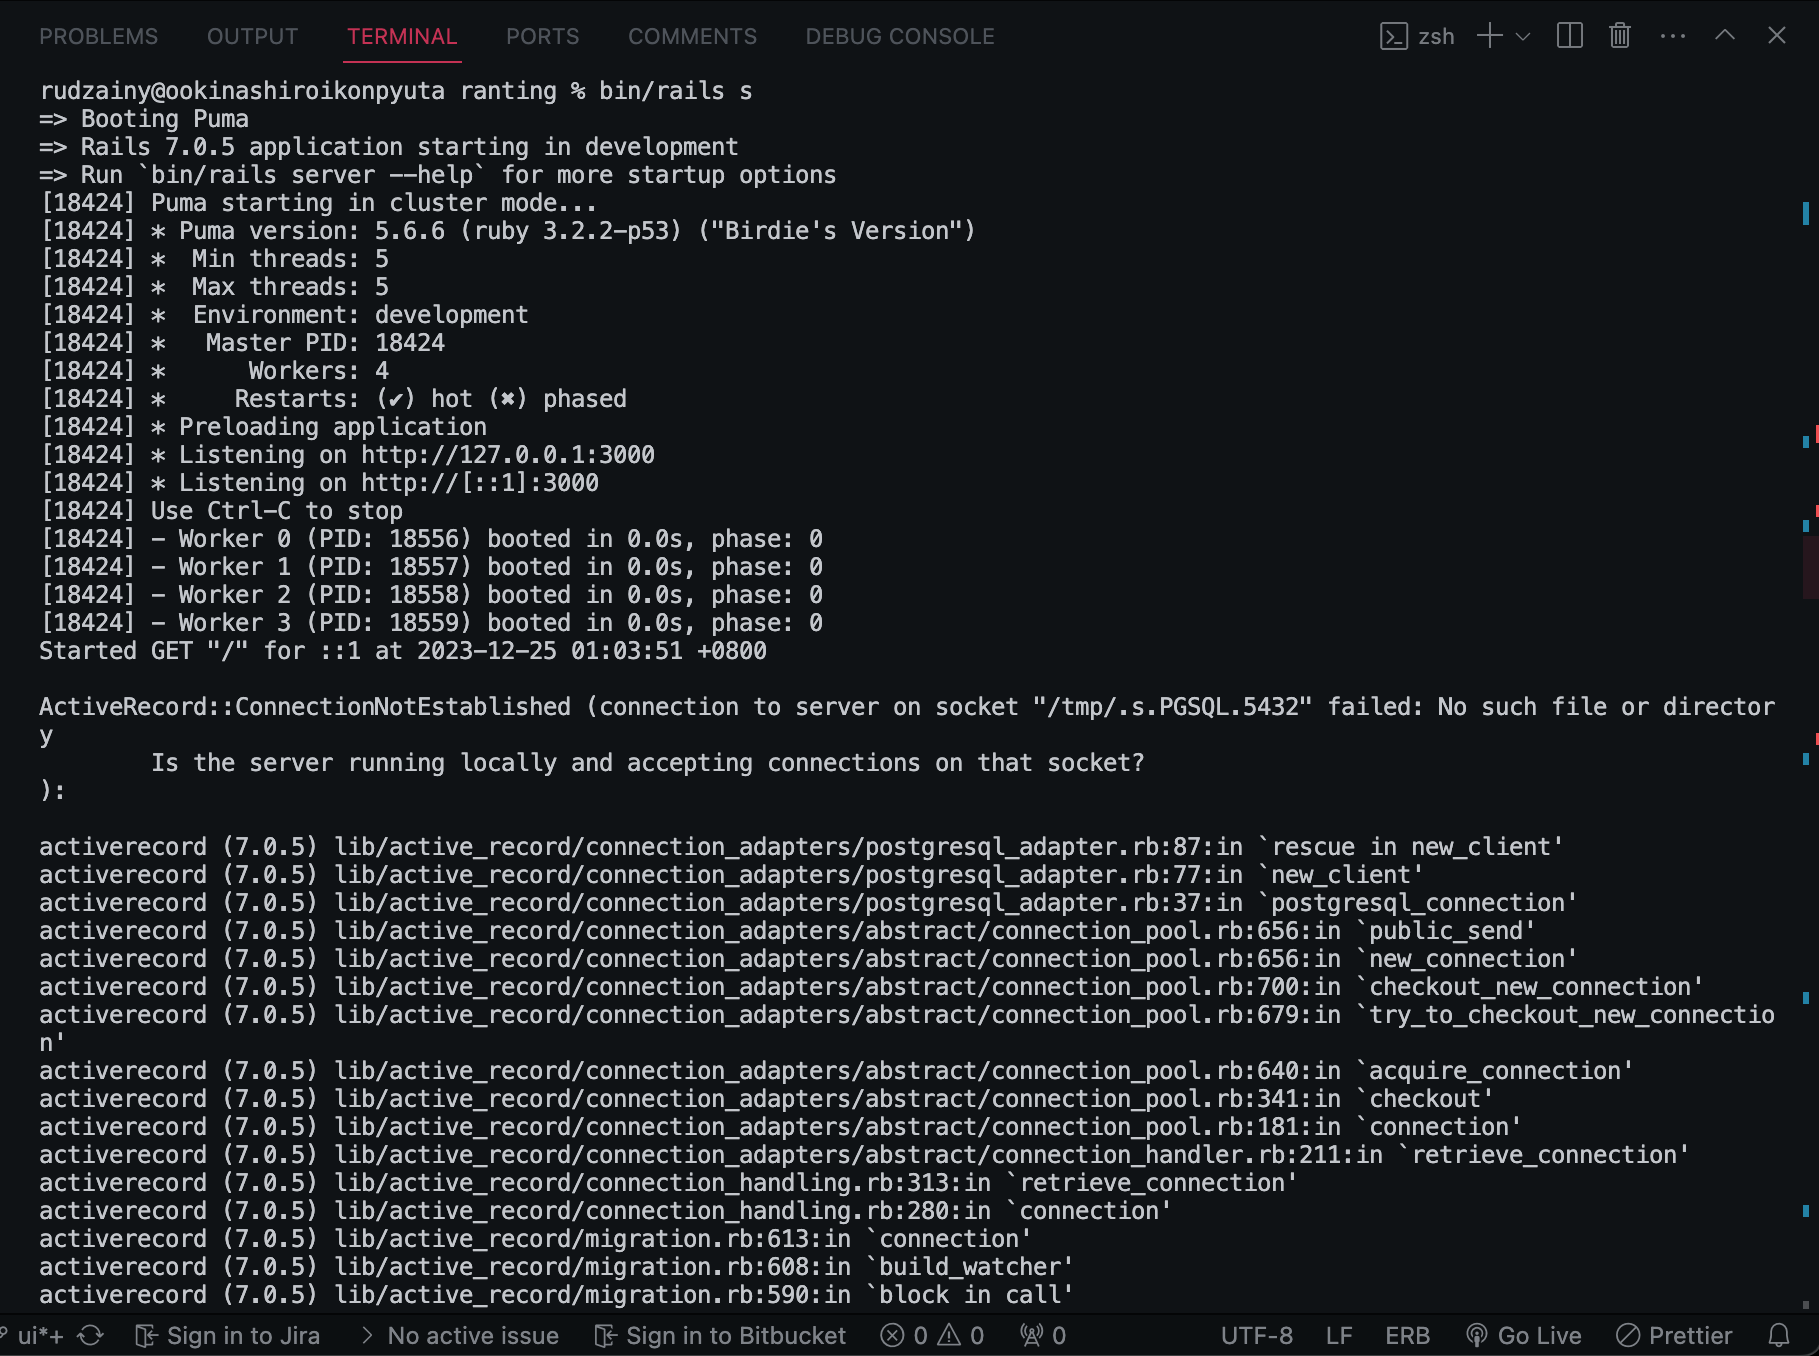 PROBLEMS OUTPUT TERMINAL PORTS COMMENTS DEBUG CONSOLE zsh
rudzainy@ookinashiroikonpyuta ranting % bin/rails s
=> Booting Puma
=> Rails 7.0.5 application starting in development
=> Run `bin/rails server --help` for more startup options
[18424] Puma starting in cluster mode...
[18424] * Puma version: 5.6.6 (ruby 3.2.2-p53) ("Birdie's Version")
[18424] *  Min threads: 5
[18424] *  Max threads: 5
[18424] *  Environment: development
[18424] *   Master PID: 18424
[18424] *      Workers: 4
[18424] *     Restarts: (✔) hot (✖) phased
[18424] * Preloading application
[18424] * Listening on http://127.0.0.1:3000
[18424] * Listening on http://[::1]:3000
[18424] Use Ctrl-C to stop
[18424] - Worker 0 (PID: 18556) booted in 0.0s, phase: 0
[18424] - Worker 1 (PID: 18557) booted in 0.0s, phase: 0
[18424] - Worker 2 (PID: 18558) booted in 0.0s, phase: 0
[18424] - Worker 3 (PID: 18559) booted in 0.0s, phase: 0
Started GET "/" for ::1 at 2023-12-25 01:03:51 +0800
ActiveRecord::ConnectionNotEstablished (connection to server on socket "/tmp/.s.PGSQL.5432" failed: No such file or director
y
        Is the server running locally and accepting connections on that socket?
):
activerecord (7.0.5) lib/active_record/connection_adapters/postgresql_adapter.rb:87:in `rescue in new_client'
activerecord (7.0.5) lib/active_record/connection_adapters/postgresql_adapter.rb:77:in `new_client'
activerecord (7.0.5) lib/active_record/connection_adapters/postgresql_adapter.rb:37:in `postgresql_connection'
activerecord (7.0.5) lib/active_record/connection_adapters/abstract/connection_pool.rb:656:in `public_send'
activerecord (7.0.5) lib/active_record/connection_adapters/abstract/connection_pool.rb:656:in `new_connection'
activerecord (7.0.5) lib/active_record/connection_adapters/abstract/connection_pool.rb:700:in `checkout_new_connection'
activerecord (7.0.5) lib/active_record/connection_adapters/abstract/connection_pool.rb:679:in `try_to_checkout_new_connectio
n'
activerecord (7.0.5) lib/active_record/connection_adapters/abstract/connection_pool.rb:640:in `acquire_connection'
activerecord (7.0.5) lib/active_record/connection_adapters/abstract/connection_pool.rb:341:in `checkout'
activerecord (7.0.5) lib/active_record/connection_adapters/abstract/connection_pool.rb:181:in `connection'
activerecord (7.0.5) lib/active_record/connection_adapters/abstract/connection_handler.rb:211:in `retrieve_connection'
activerecord (7.0.5) lib/active_record/connection_handling.rb:313:in `retrieve_connection'
activerecord (7.0.5) lib/active_record/connection_handling.rb:280:in `connection'
activerecord (7.0.5) lib/active_record/migration.rb:613:in `connection'
activerecord (7.0.5) lib/active_record/migration.rb:608:in `build_watcher'
activerecord (7.0.5) lib/active_record/migration.rb:590:in `block in call'
ui*+ Sign in to Jira > No active issue Sign in to Bitbucket 0 0 0 UTF-8 LF ERB Go Live Prettier